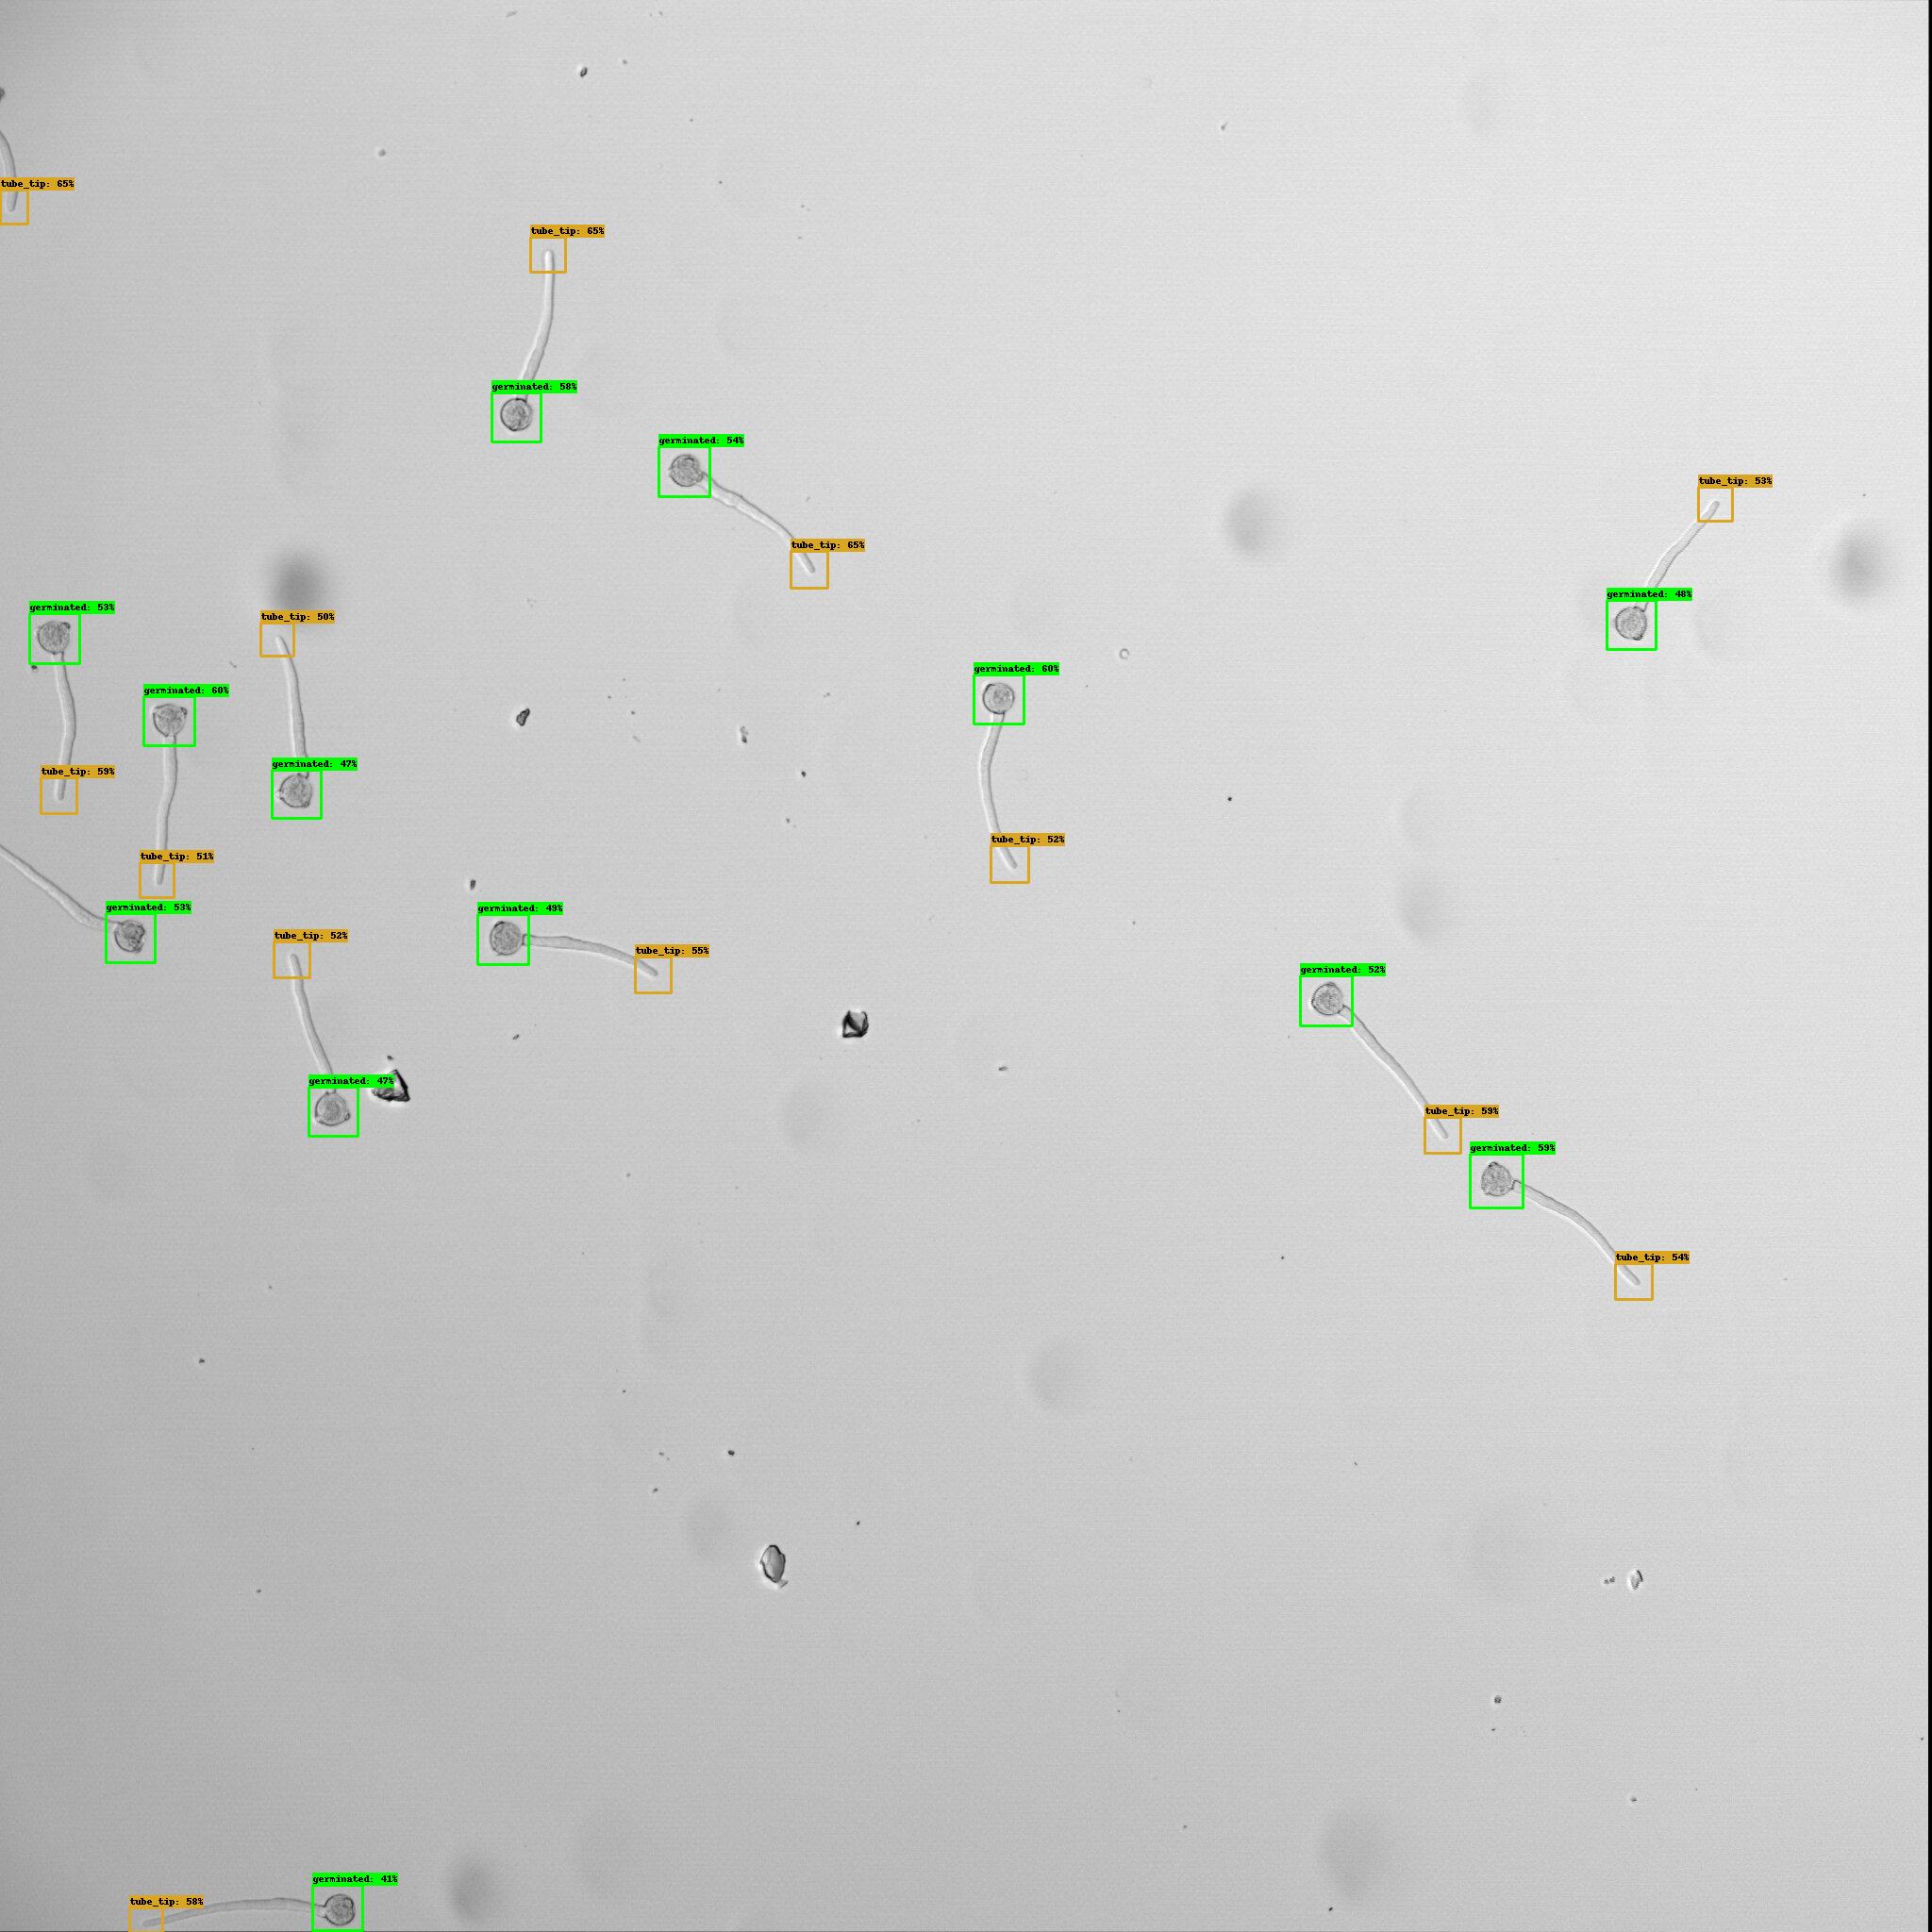 tube_tip: 65%
tube_tip: 65%
germinated: 58%
germinated: 54%
tube_tip: 53%
tube_tip: 65%
germinated: 48%
germinated: 53%
tube_tip: 50%
germinated: 60%
germinated: 60%
germinated: 47%
tube_tip: 59%
tube_tip: 52%
tube_tip: 51%
germinated: 53%
germinated: 49%
tube_tip: 52%
tube_tip: 55%
germinated: 52%
germinated: 47%
tube_tip: 59%
germinated: 59%
tube_tip: 54%
germinated: 41%
tube_tip: 58%